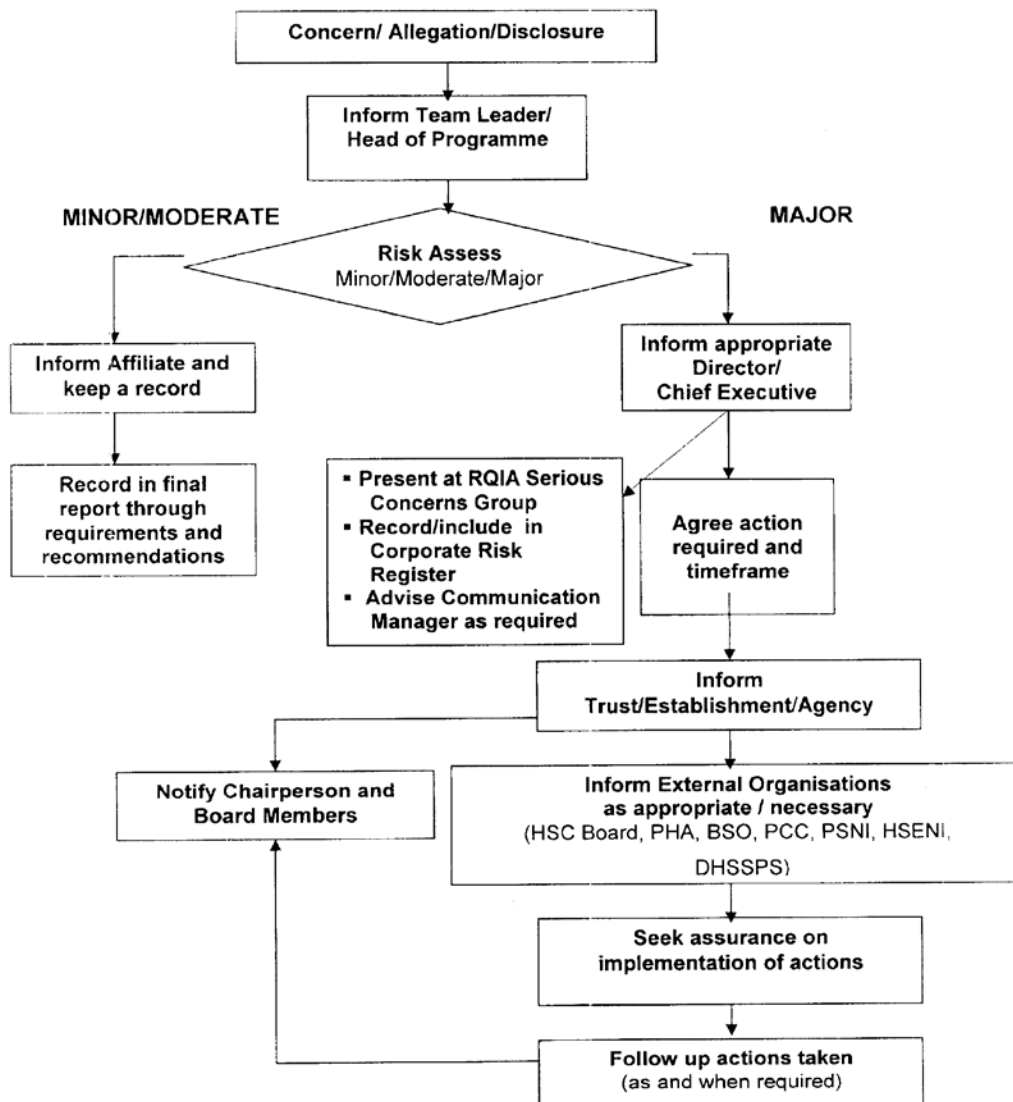 Concern/ Allegation/Disclosure
Inform Team Leader/
Head of Programme
MINOR/MODERATE
MAJOR
Risk Assess
Minor/Moderate/Major
Inform Affiliate and
keep a record
Inform appropriate
Director/
Chief Executive
Record in final
report through
requirements and
recommendations
▪ Present at RQIA Serious
Concerns Group
▪ Record/include in
Corporate Risk
Register
▪ Advise Communication
Manager as required
Agree action
required and
timeframe
Inform
Trust/Establishment/Agency
Notify Chairperson and
Board Members
Inform External Organisations
as appropriate / necessary
(HSC Board, PHA, BSO, PCC, PSNI, HSENI,
DHSSPS)
Seek assurance on
implementation of actions
Follow up actions taken
(as and when required)